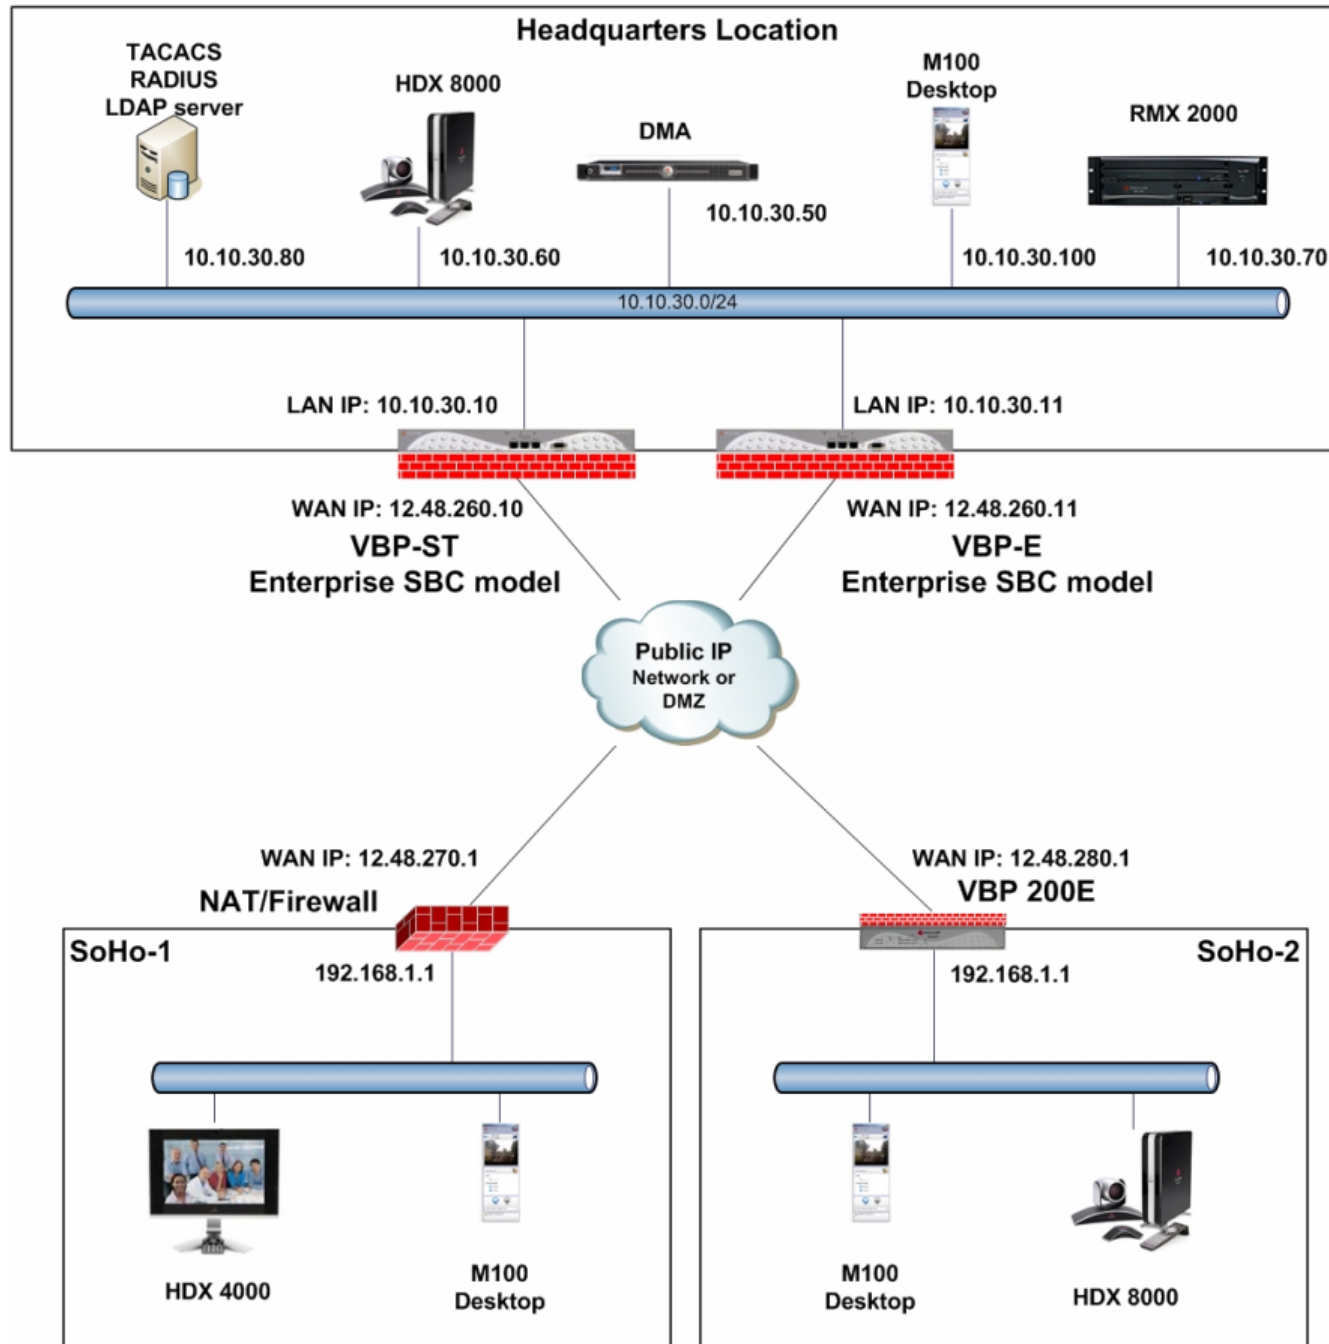 Headquarters Location
TACACS
RADIUS
LDAP server
HDX 8000
DMA
M100
Desktop
RMX 2000
10.10.30.80
10.10.30.60
10.10.30.50
10.10.30.100
10.10.30.70
10.10.30.0/24
LAN IP: 10.10.30.10
LAN IP: 10.10.30.11
WAN IP: 12.48.260.10
VBP-ST
Enterprise SBC model
WAN IP: 12.48.260.11
VBP-E
Enterprise SBC model
Public IP
Network or
DMZ
WAN IP: 12.48.270.1
NAT/Firewall
WAN IP: 12.48.280.1
VBP 200E
SoHo-1
192.168.1.1
SoHo-2
192.168.1.1
HDX 4000
M100
Desktop
M100
Desktop
HDX 8000